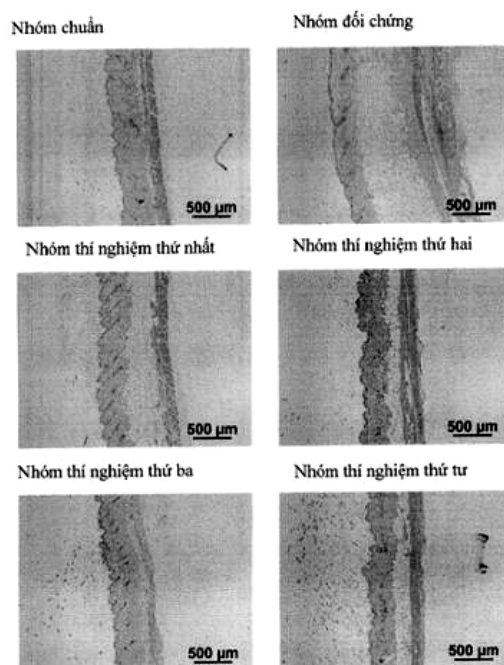 Nhóm chuẩn
Nhóm đối chứng
500 µm
500 µm
Nhóm thí nghiệm thứ nhất
Nhóm thí nghiệm thứ hai
500 µm
500 µm
Nhóm thí nghiệm thứ ba
Nhóm thí nghiệm thứ tư
500 µm
500 µm